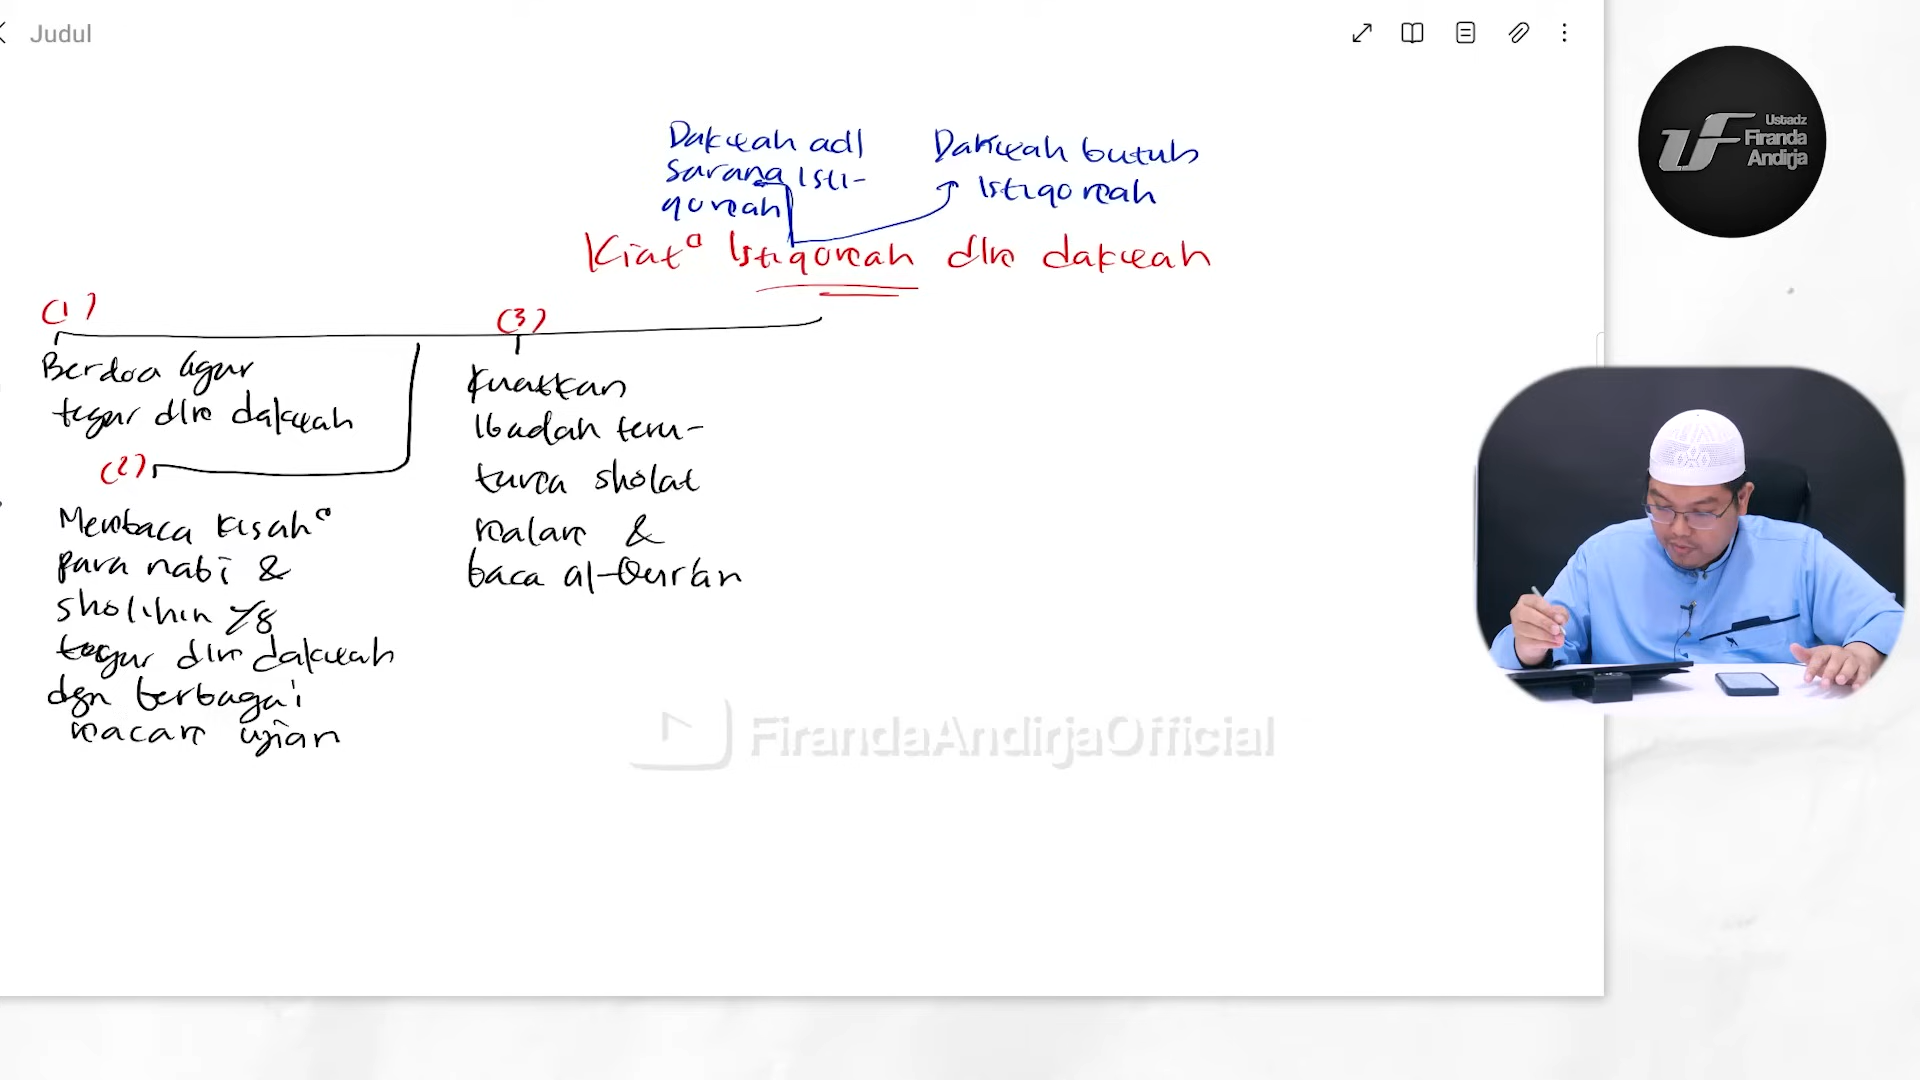 Judul
Ustadz
Firanda
Andirja
Dakwah adl
sarana isti-
qomah
Dakwah butuh
Istiqomah
Kiat² Istiqomah dlm dakwah
(1)
Berdoa agar
tegar dlm dakwah
(2)
Membaca kisah²
para nabi &
sholihin yg
tegar dlm dakwah
dgn berbagai
macam ujian
(3)
Kuatkan
Ibadah teru-
tama sholat
malam &
baca al-Qur'an
FirandaAndirjaOfficial